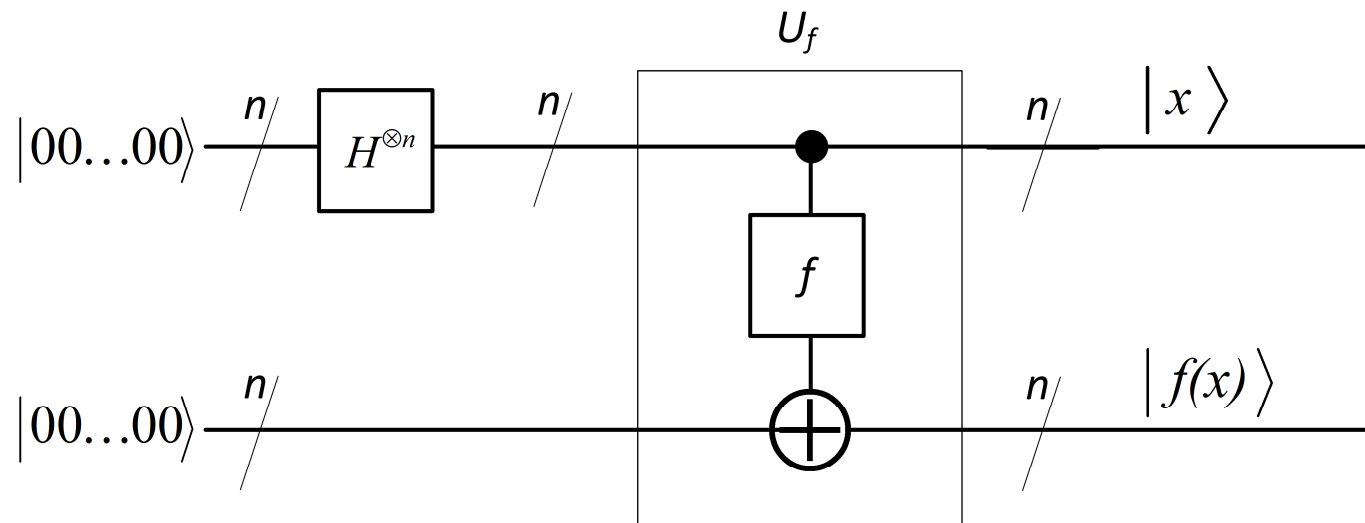 U_f
|00…00⟩ n H^{⊗n} n n |x⟩
f
|00…00⟩ n n |f(x)⟩